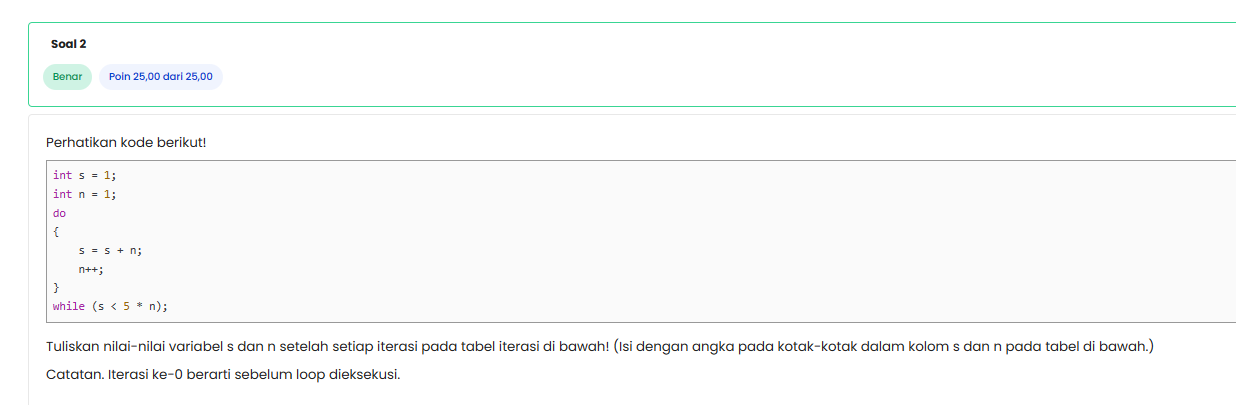 Soal 2
Benar Poin 25,00 dari 25,00
Perhatikan kode berikut!
int s = 1;
int n = 1;
do
{
    s = s + n;
    n++;
}
while (s < 5 * n);
Tuliskan nilai-nilai variabel s dan n setelah setiap iterasi pada tabel iterasi di bawah! (Isi dengan angka pada kotak-kotak dalam kolom s dan n pada tabel di bawah.)
Catatan. Iterasi ke-0 berarti sebelum loop dieksekusi.